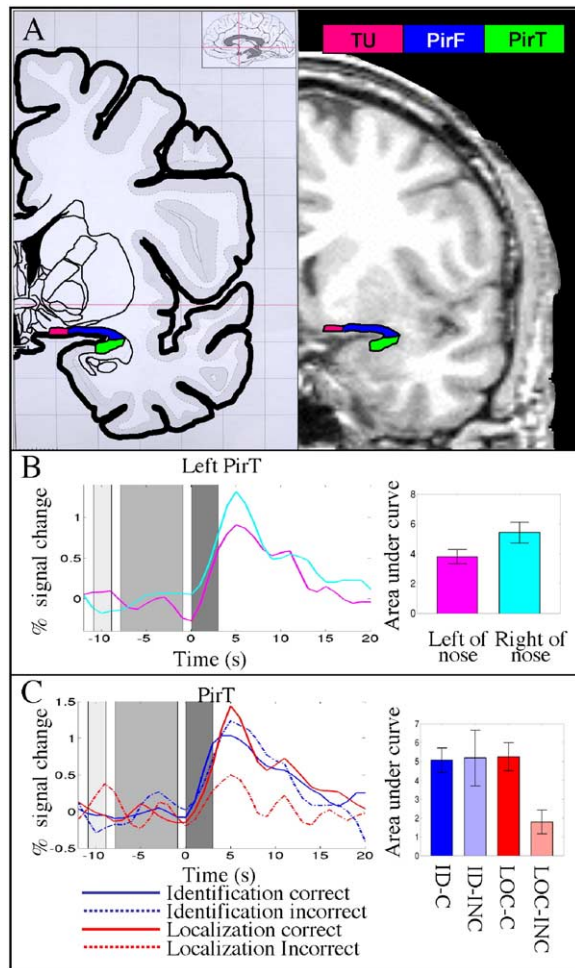 A
TU PirF PirT
B
Left PirT
% signal change
1
0.5
0
-10 -5 0 5 10 15 20
Time (s)
Area under curve
8
6
4
2
0
Left of nose
Right of nose
C
PirT
% signal change
1.5
1
0.5
0
-0.5
-10 -5 0 5 10 15 20
Time (s)
Identification correct
Identification incorrect
Localization correct
Localization Incorrect
Area under curve
7
6
5
4
3
2
1
0
ID-C
ID-INC
LOC-C
LOC-INC